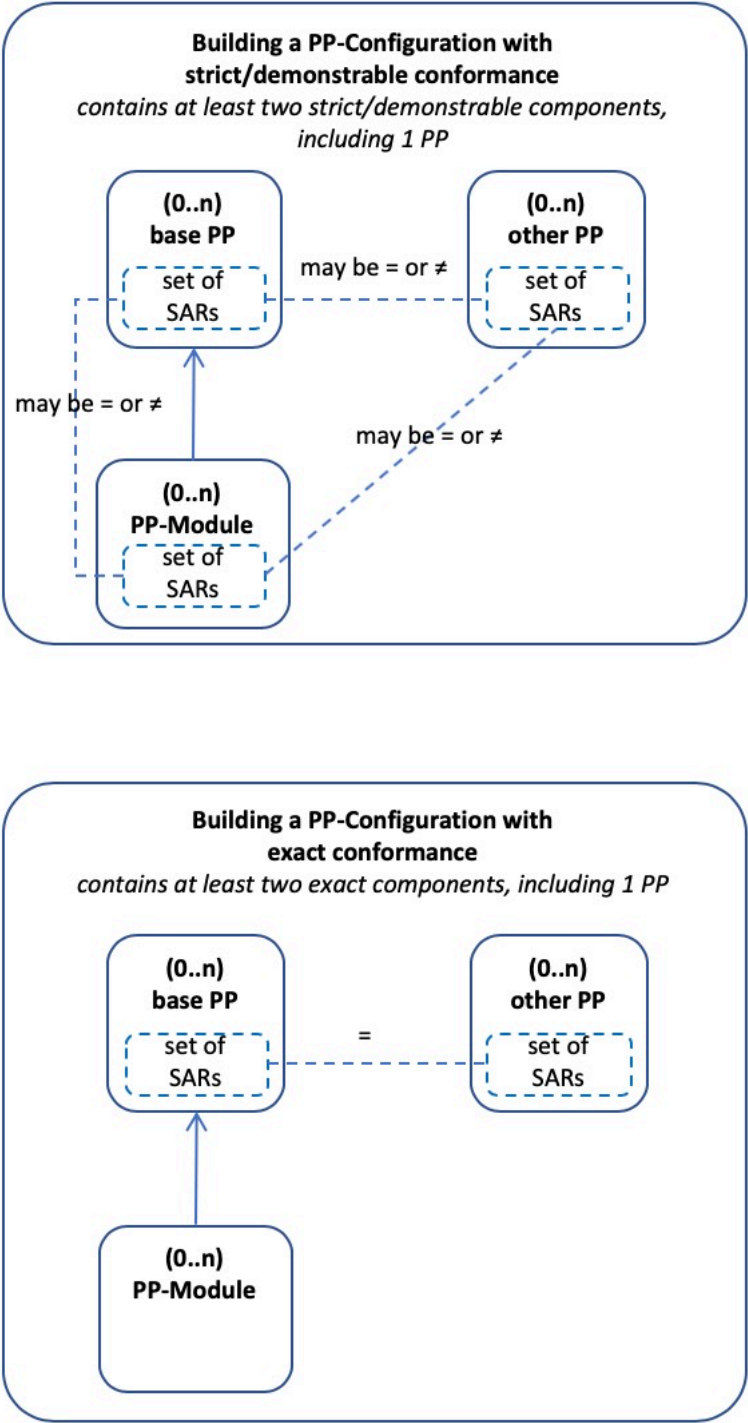 Building a PP-Configuration with
strict/demonstrable conformance
contains at least two strict/demonstrable components,
including 1 PP
(0..n)
base PP
set of
SARs
may be = or ≠
(0..n)
other PP
set of
SARs
may be = or ≠
may be = or ≠
(0..n)
PP-Module
set of
SARs
Building a PP-Configuration with
exact conformance
contains at least two exact components, including 1 PP
(0..n)
base PP
set of
SARs
=
(0..n)
other PP
set of
SARs
(0..n)
PP-Module